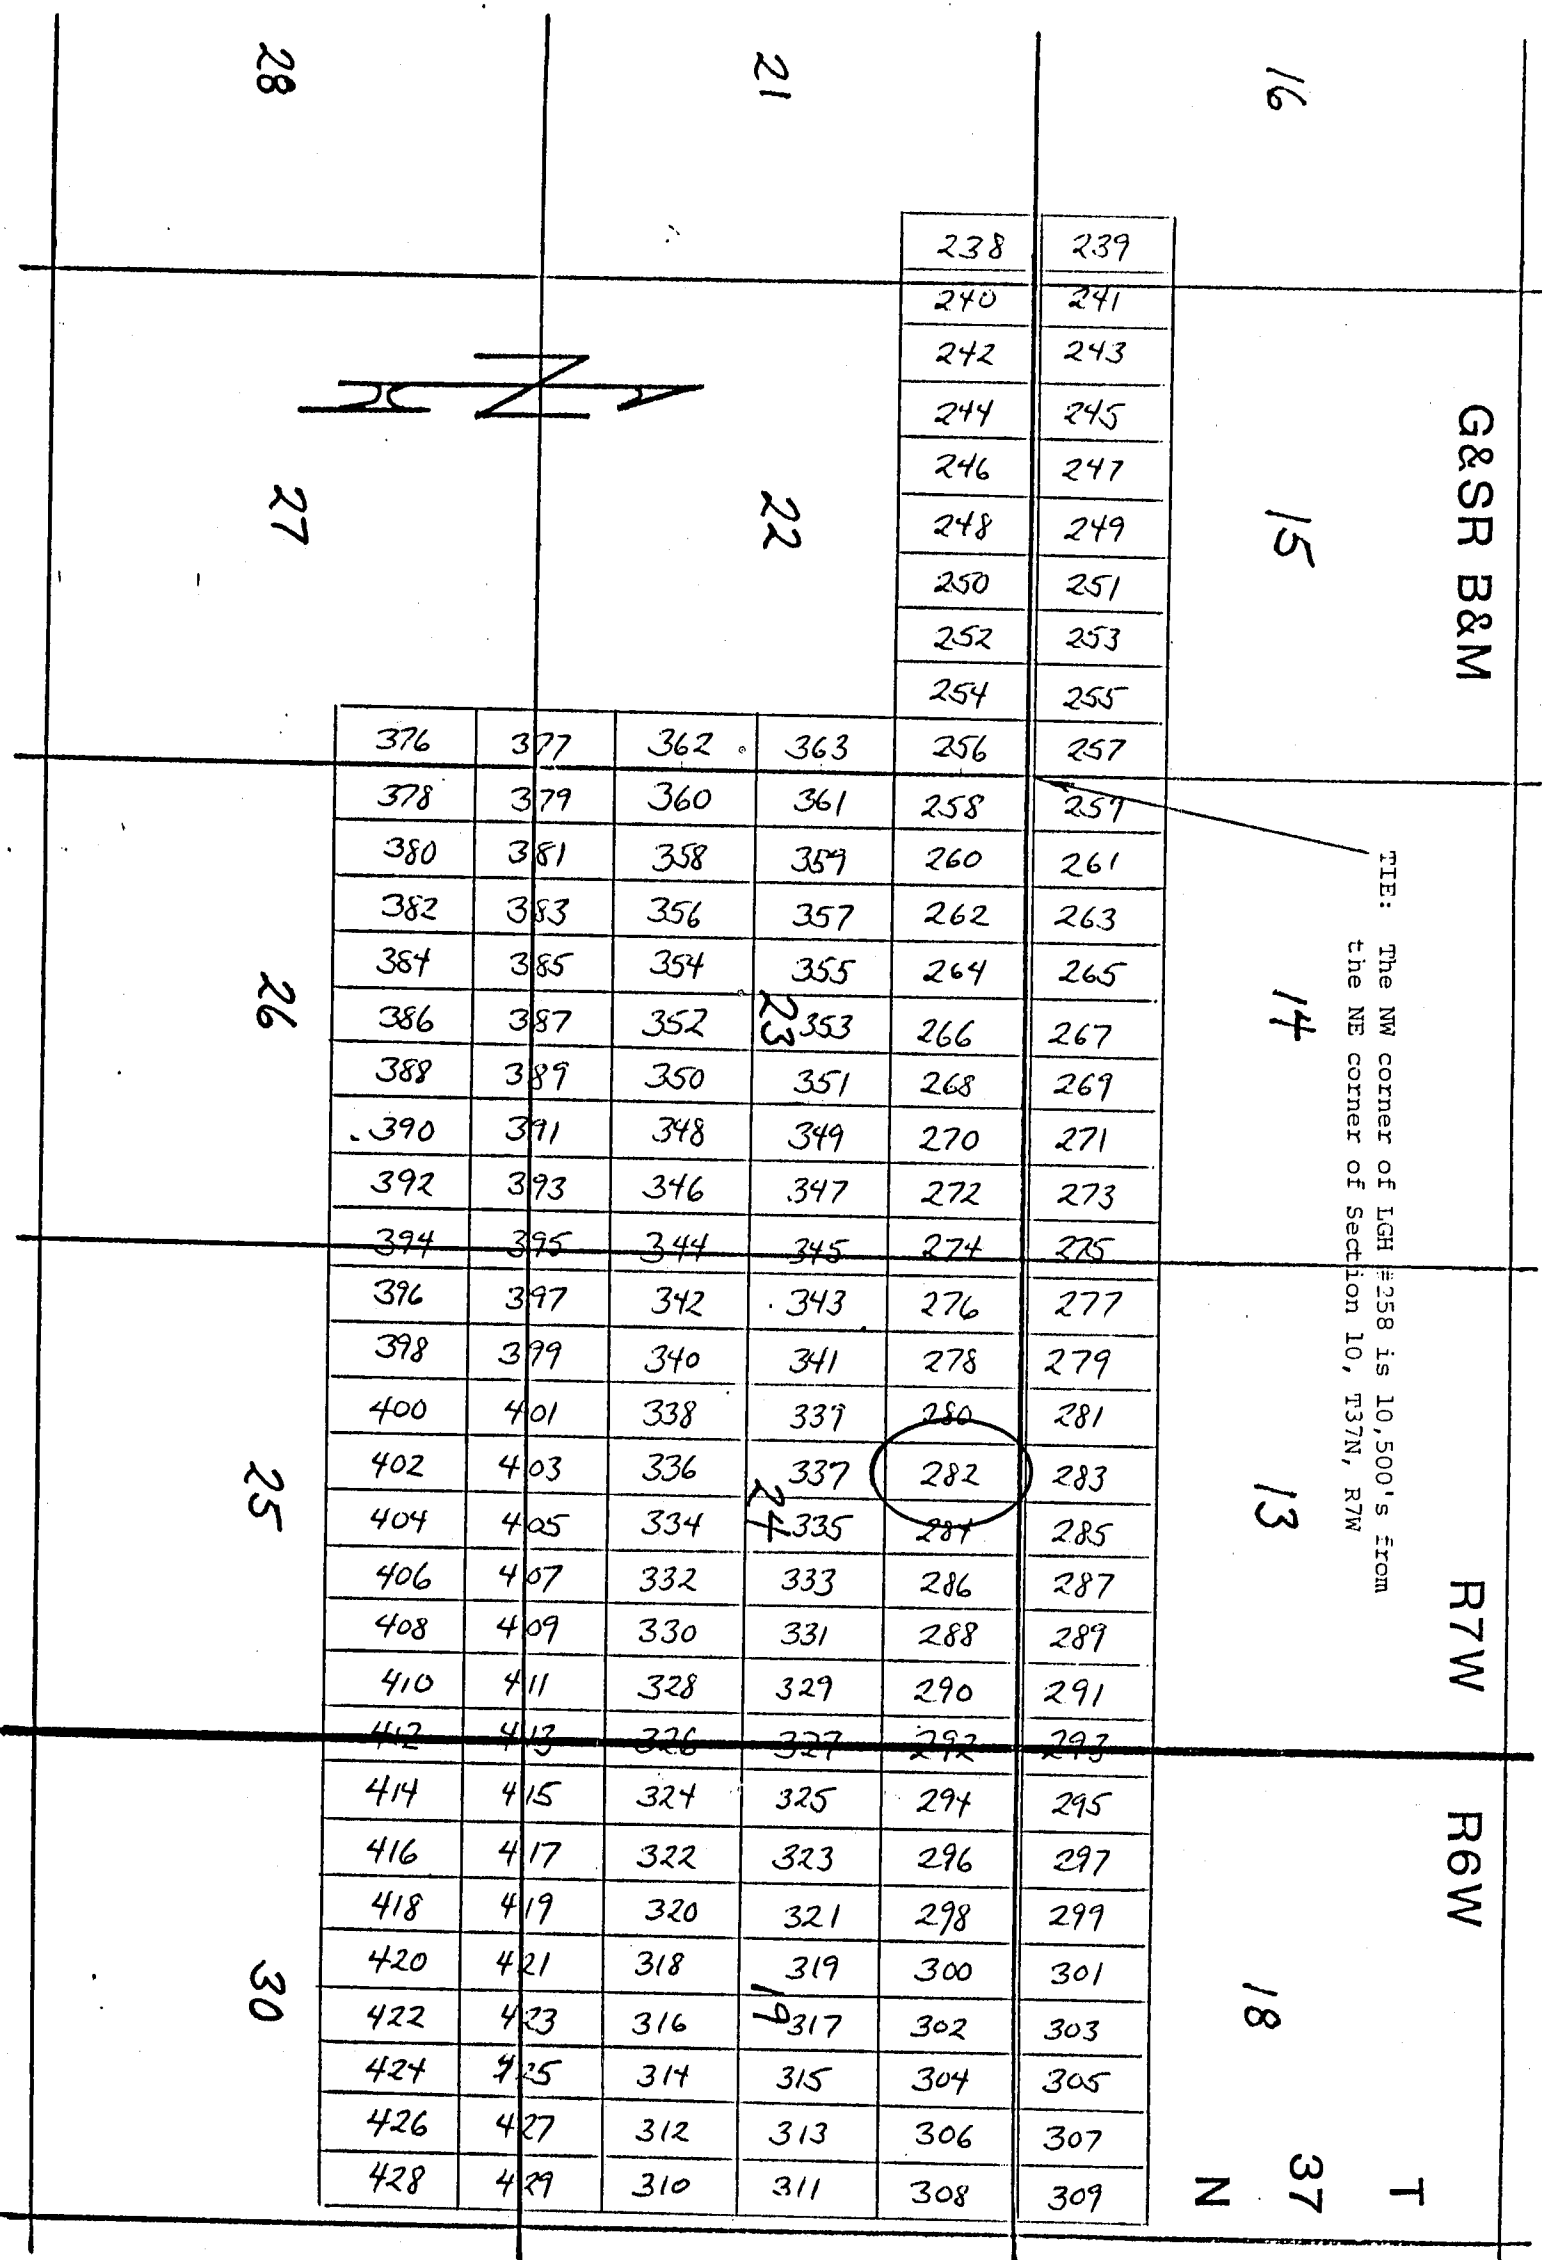 G&SR B&M
R7W
R6W
T
37
N
TIE: The NW corner of LGH #258 is 10,500's from
the NE corner of Section 10, T37N, R7W
16
15
14
13
18
21
22
23
24
19
28
27
26
25
30
N
238 239
240 241
242 243
244 245
246 247
248 249
250 251
252 253
254 255
376 377 362 363 256 257
378 379 360 361 258 259
380 381 358 359 260 261
382 383 356 357 262 263
384 385 354 355 264 265
386 387 352 353 266 267
388 389 350 351 268 269
390 391 348 349 270 271
392 393 346 347 272 273
394 395 344 345 274 275
396 397 342 343 276 277
398 399 340 341 278 279
400 401 338 339 280 281
402 403 336 337 282 283
404 405 334 335 284 285
406 407 332 333 286 287
408 409 330 331 288 289
410 411 328 329 290 291
412 413 326 327 292 293
414 415 324 325 294 295
416 417 322 323 296 297
418 419 320 321 298 299
420 421 318 319 300 301
422 423 316 317 302 303
424 425 314 315 304 305
426 427 312 313 306 307
428 429 310 311 308 309